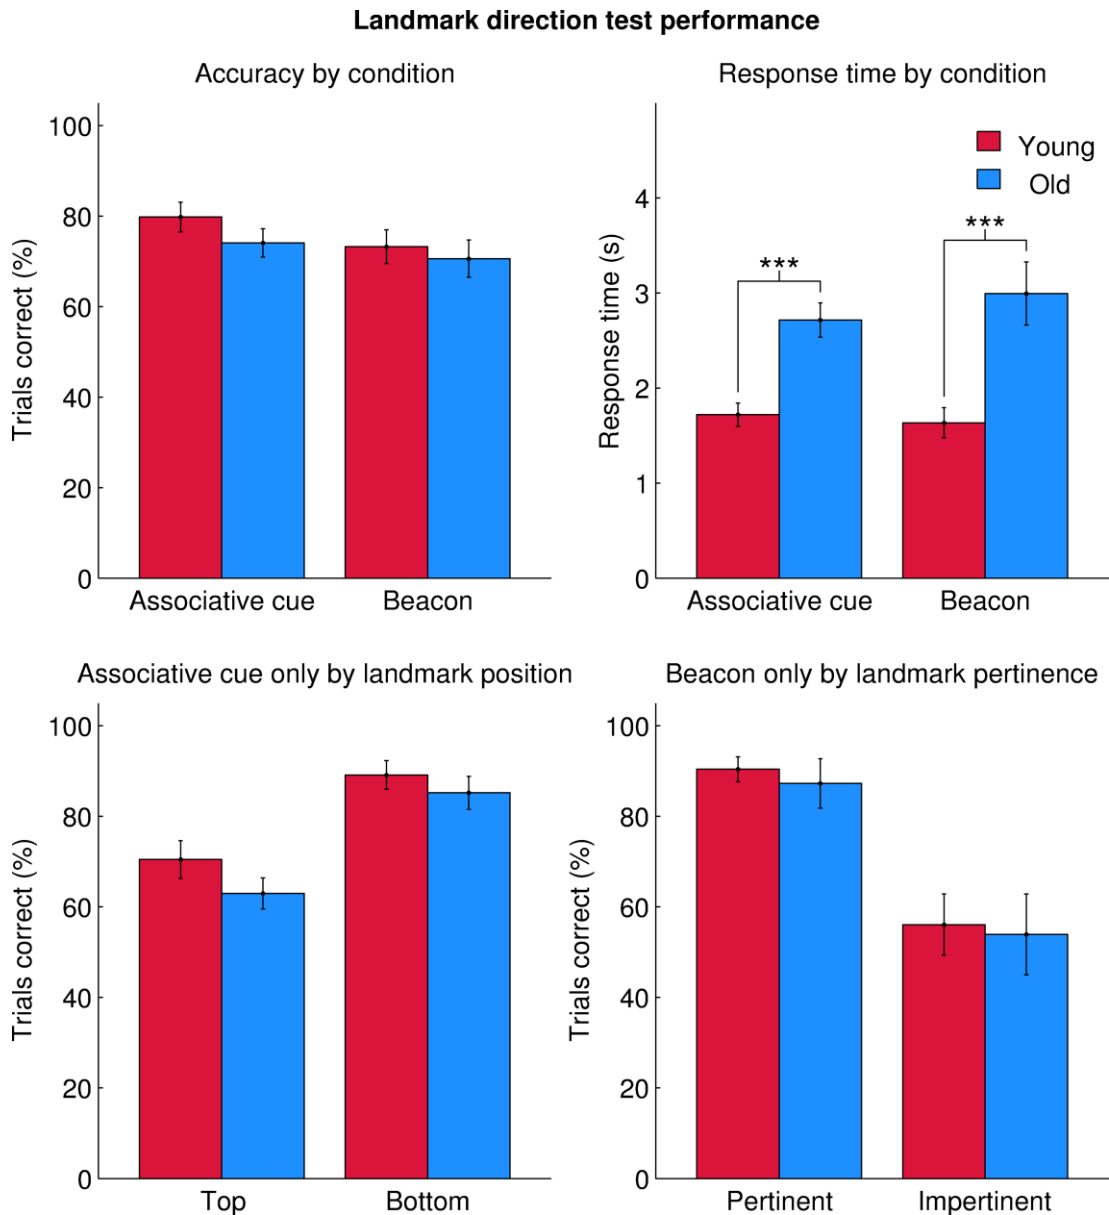 Landmark direction test performance
Accuracy by condition
Trials correct (%)
100
80
60
40
20
0
Associative cue
Beacon
Response time by condition
Young
Old
Response time (s)
4
3
2
1
0
***
***
Associative cue
Beacon
Associative cue only by landmark position
Trials correct (%)
100
80
60
40
20
0
Top
Bottom
Beacon only by landmark pertinence
Trials correct (%)
100
80
60
40
20
0
Pertinent
Impertinent